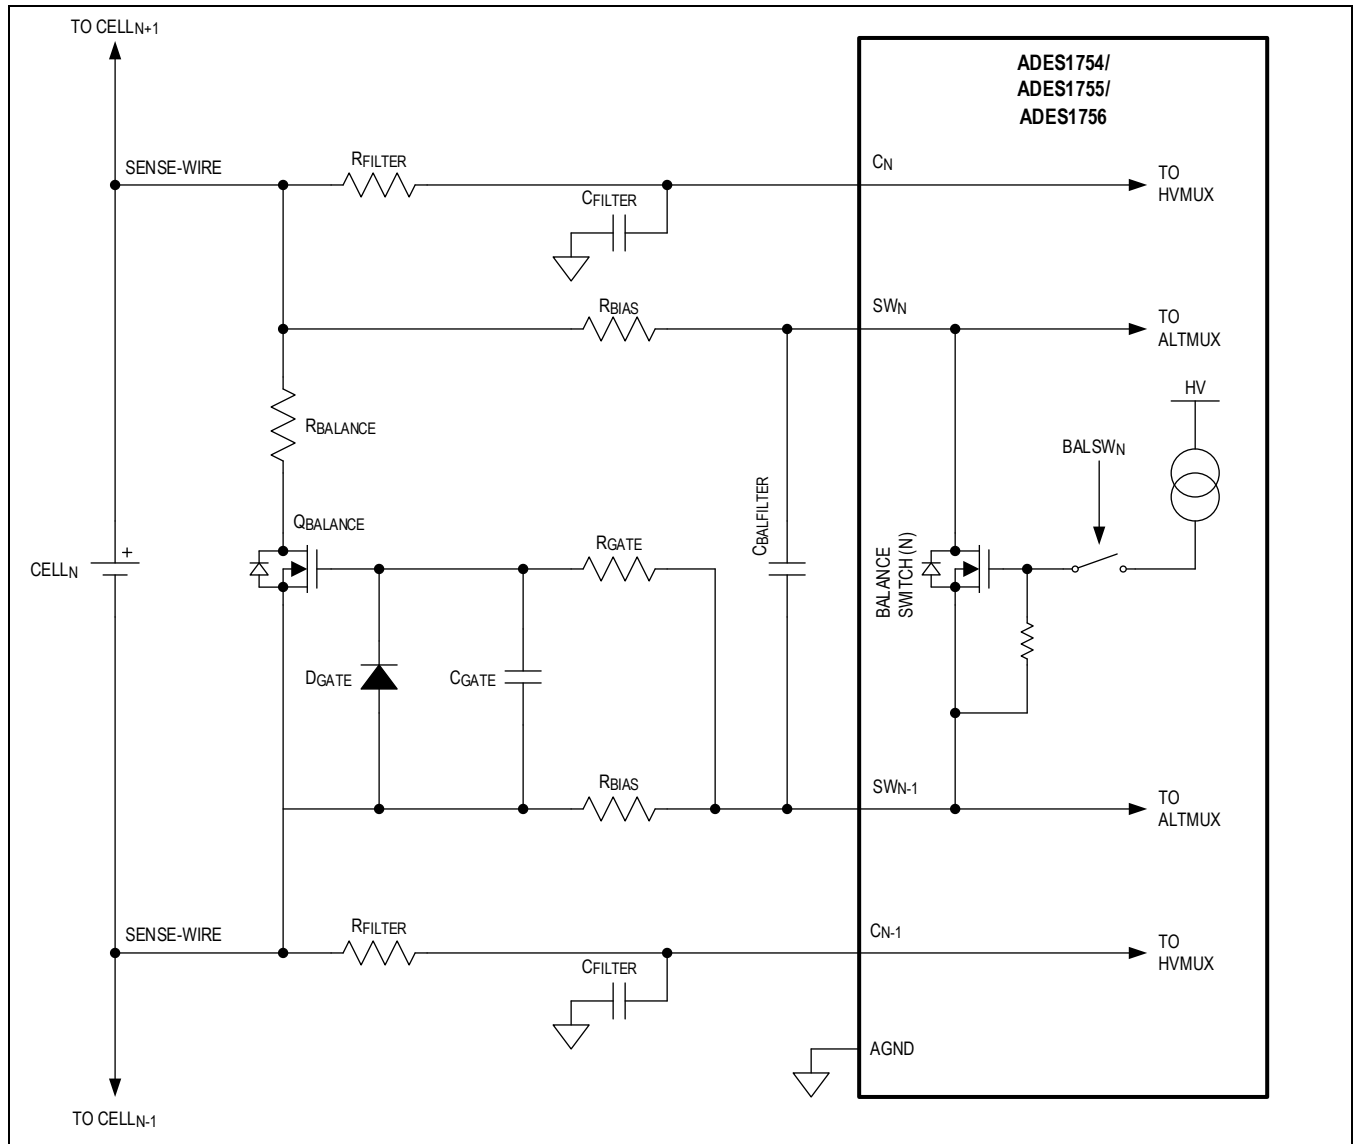 TO CELLN+1
ADES1754/
ADES1755/
ADES1756
SENSE-WIRE
RFILTER
CN
TO
HVMUX
CFILTER
RBIAS
SWN
TO
ALTMUX
HV
RBALANCE
BALSWN
QBALANCE
CBALFILTER
RGATE
CELLN
+
BALANCE
SWITCH (N)
DGATE
CGATE
RBIAS
SWN-1
TO
ALTMUX
SENSE-WIRE
RFILTER
CN-1
TO
HVMUX
CFILTER
AGND
TO CELLN-1